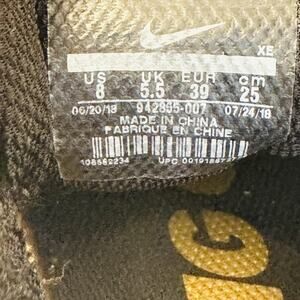 XE
US UK EUR cm
8 5.5 39 25
06/20/18 942855-007 07/24/18
MADE IN CHINA
FABRIQUE EN CHINE
UPC